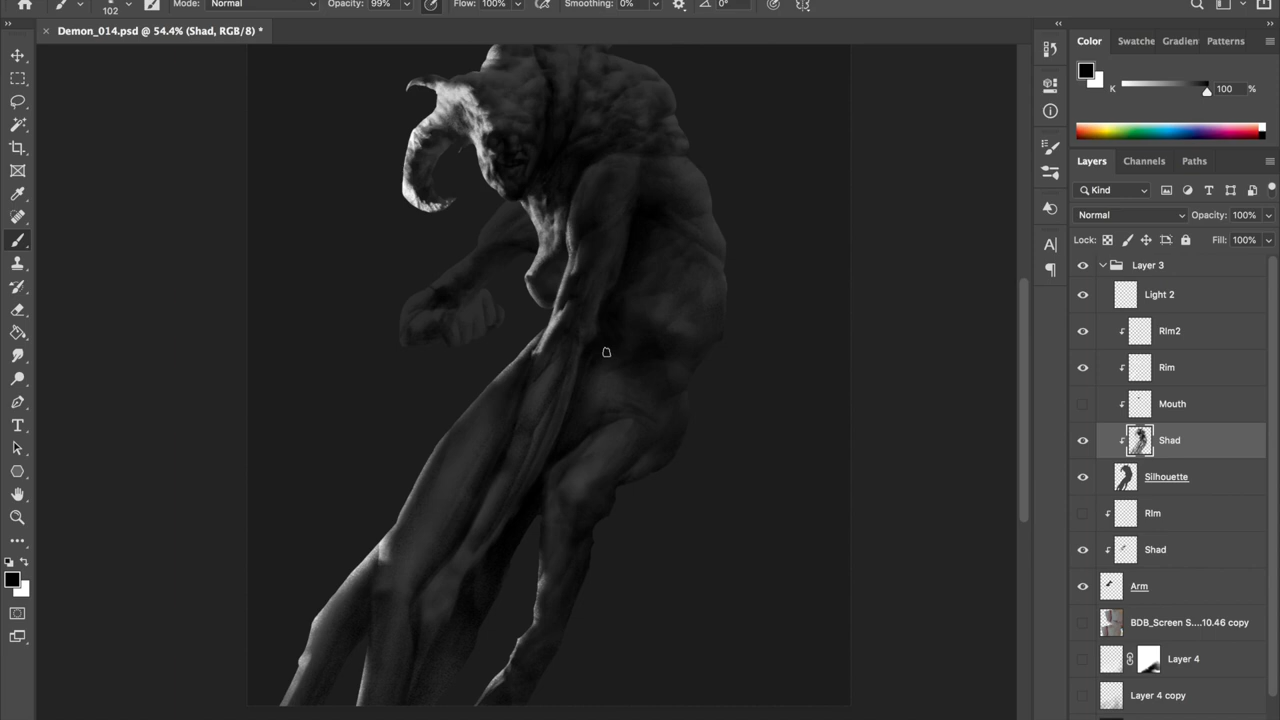 Mode: Normal Opacity: 99% Flow: 100% Smoothing: 0% 0°
102
Demon_014.psd @ 54.4% (Shad, RGB/8) *
Color Swatche Gradien Patterns
K 100 %
Layers Channels Paths
Kind
Normal Opacity: 100%
Lock: Fill: 100%
Layer 3
Light 2
RIm2
Rim
Mouth
Shad
Silhouette
RIm
Shad
Arm
BDB_Screen S....10.46 copy
Layer 4
Layer 4 copy